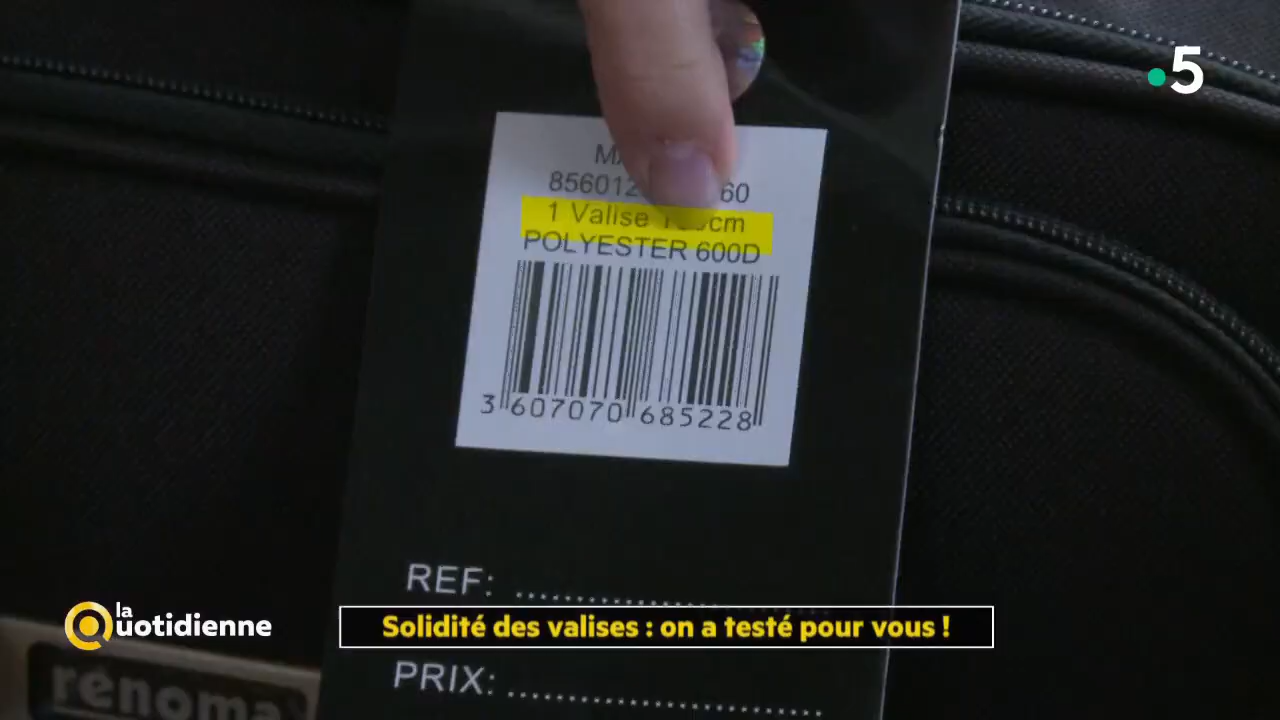 5
1 Valise
POLYESTER 600D
3 607070 685228
REF:
la
Quotidienne
Solidité des valises : on a testé pour vous !
rénoma
PRIX: